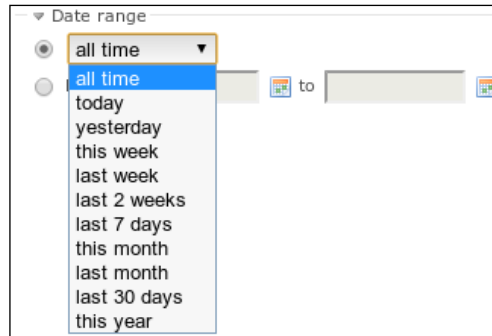 Date range
all time
all time
to
today
yesterday
this week
last week
last 2 weeks
last 7 days
this month
last month
last 30 days
this year